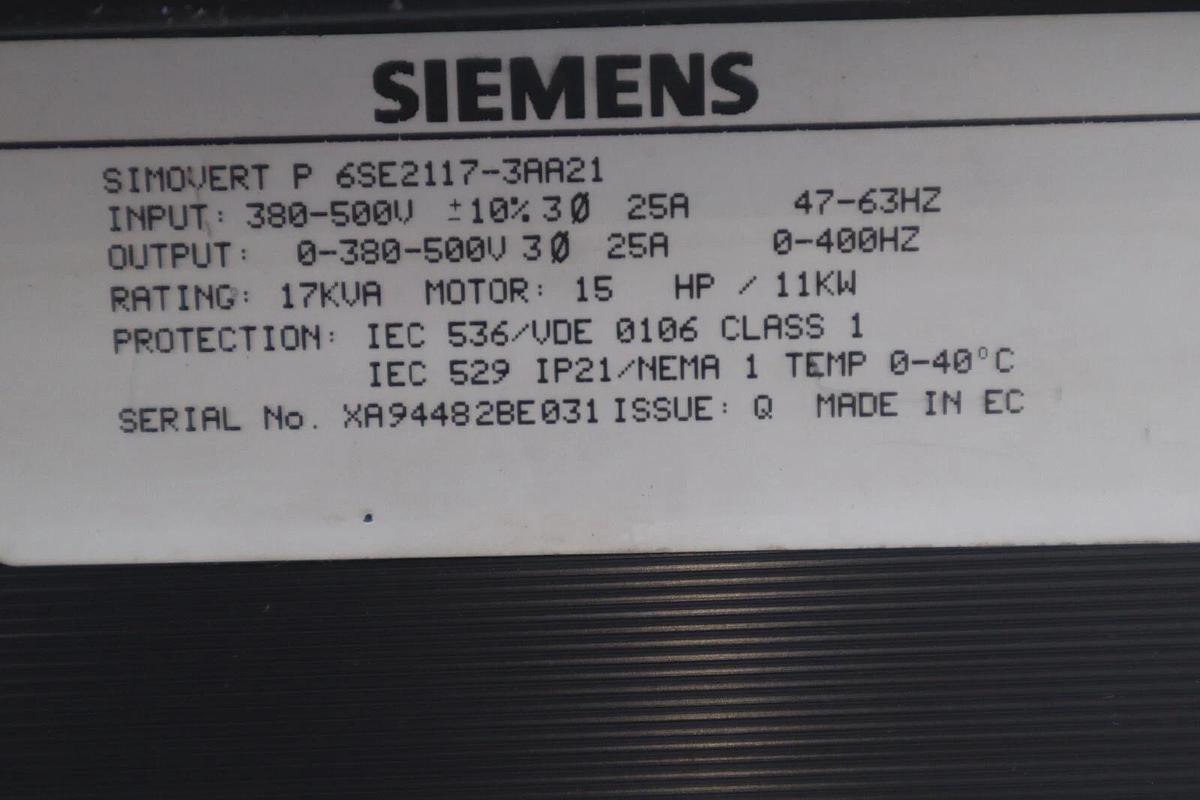 SIEMENS
SIMOVERT P 6SE2117-3AA21
INPUT: 380-500V ±10% 3Ø 25A 47-63HZ
OUTPUT: 0-380-500V 3Ø 25A 0-400HZ
RATING: 17KVA MOTOR: 15 HP / 11KW
PROTECTION: IEC 536/VDE 0106 CLASS 1
IEC 529 IP21/NEMA 1 TEMP 0-40°C
SERIAL No. XA94482BE031 ISSUE: Q MADE IN EC